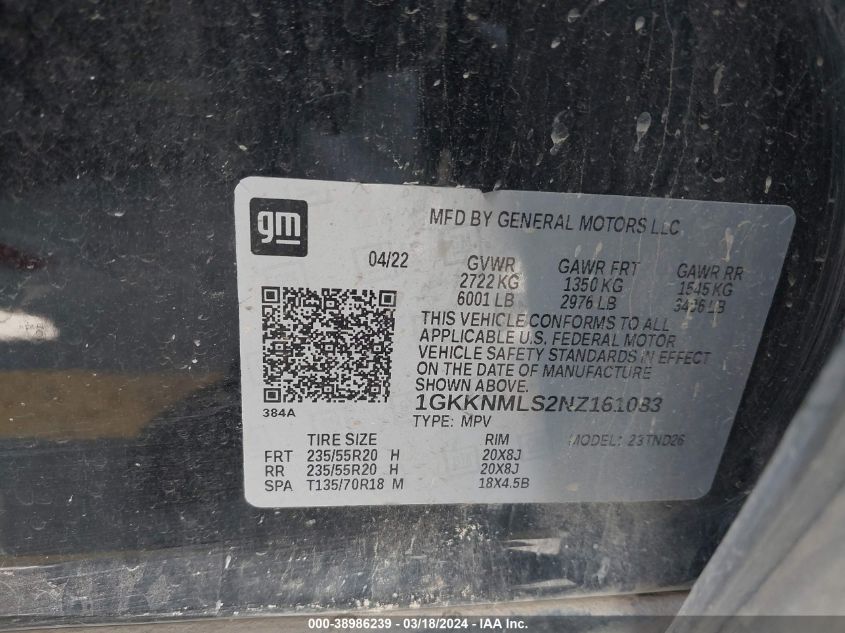 gm
MFD BY GENERAL MOTORS LLC
04/22 GVWR GAWR FRT GAWR RR
2722 KG 1350 KG 1545 KG
6001 LB 2976 LB 3406 LB
THIS VEHICLE CONFORMS TO ALL
APPLICABLE U.S. FEDERAL MOTOR
VEHICLE SAFETY STANDARDS IN EFFECT
ON THE DATE OF MANUFACTURE
SHOWN ABOVE.
384A
1GKKNMLS2NZ161083
TYPE: MPV MODEL: 23TND26
TIRE SIZE RIM
FRT 235/55R20 H 20X8J
RR 235/55R20 H 20X8J
SPA T135/70R18 M 18X4.5B
000-38986239 - 03/18/2024 - IAA Inc.